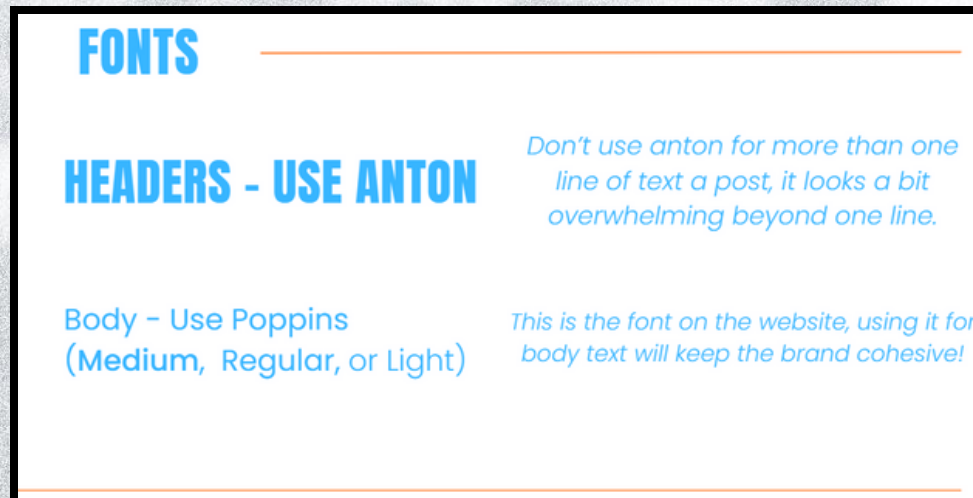 FONTS
HEADERS - USE ANTON
Don't use anton for more than one
line of text a post, it looks a bit
overwhelming beyond one line.
Body - Use Poppins
(Medium, Regular, or Light)
This is the font on the website, using it for
body text will keep the brand cohesive!